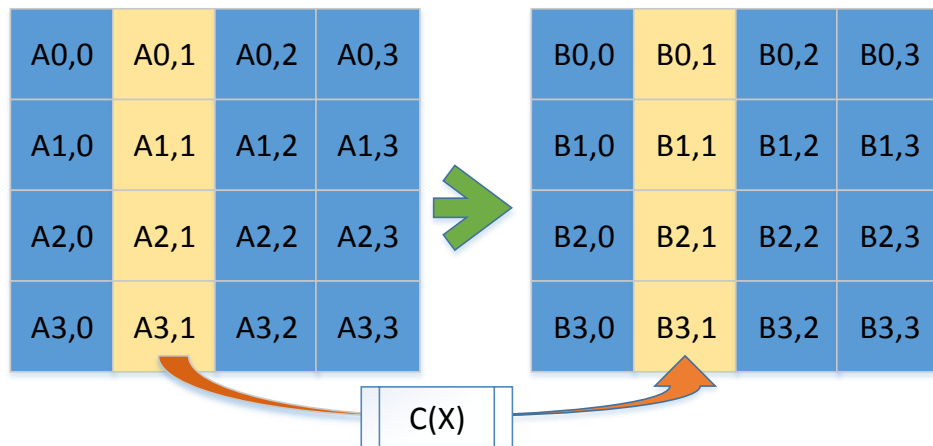 A0,0 A0,1 A0,2 A0,3 B0,0 B0,1 B0,2 B0,3
A1,0 A1,1 A1,2 A1,3 B1,0 B1,1 B1,2 B1,3
A2,0 A2,1 A2,2 A2,3 B2,0 B2,1 B2,2 B2,3
A3,0 A3,1 A3,2 A3,3 B3,0 B3,1 B3,2 B3,3
C(X)